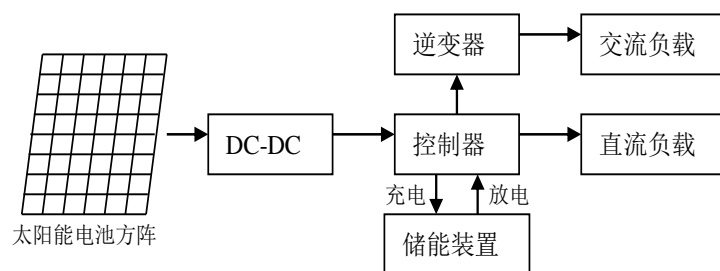 逆变器
交流负载
DC-DC
控制器
直流负载
充电
放电
太阳能电池方阵
储能装置